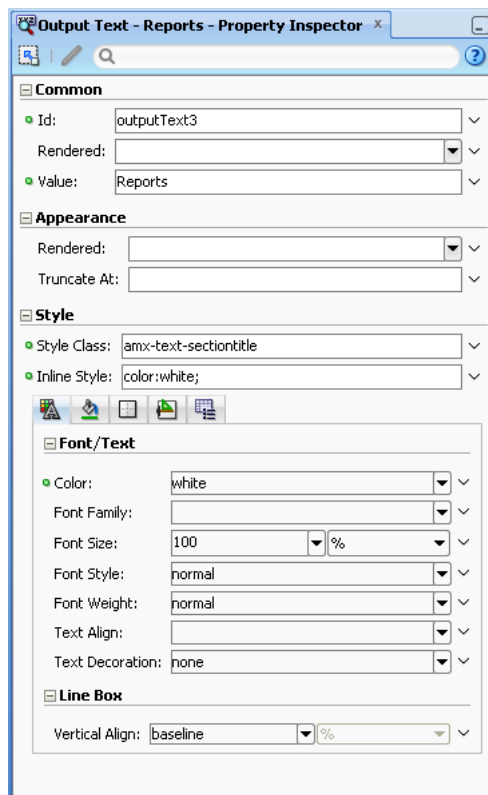 Output Text - Reports - Property Inspector
Common
Id: outputText3
Rendered:
Value: Reports
Appearance
Rendered:
Truncate At:
Style
Style Class: amx-text-sectiontitle
Inline Style: color:white;
Font/Text
Color: white
Font Family:
Font Size: 100 %
Font Style: normal
Font Weight: normal
Text Align:
Text Decoration: none
Line Box
Vertical Align: baseline %